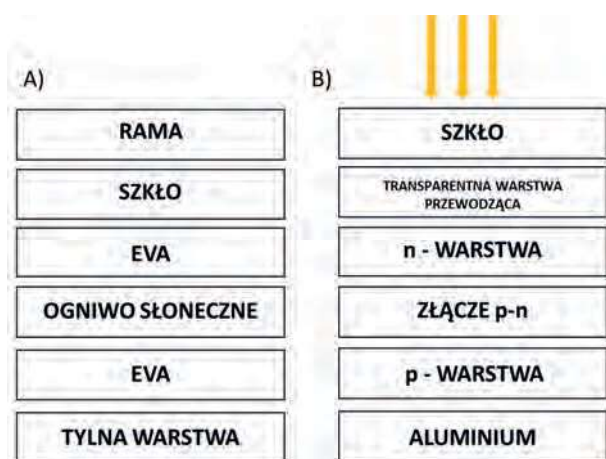 A)
RAMA
SZKŁO
EVA
OGNIWO SŁONECZNE
EVA
TYLNA WARSTWA
B)
SZKŁO
TRANSPARENTNA WARSTWA
PRZEWODZĄCA
n - WARSTWA
ZŁĄCZE p-n
p - WARSTWA
ALUMINIUM